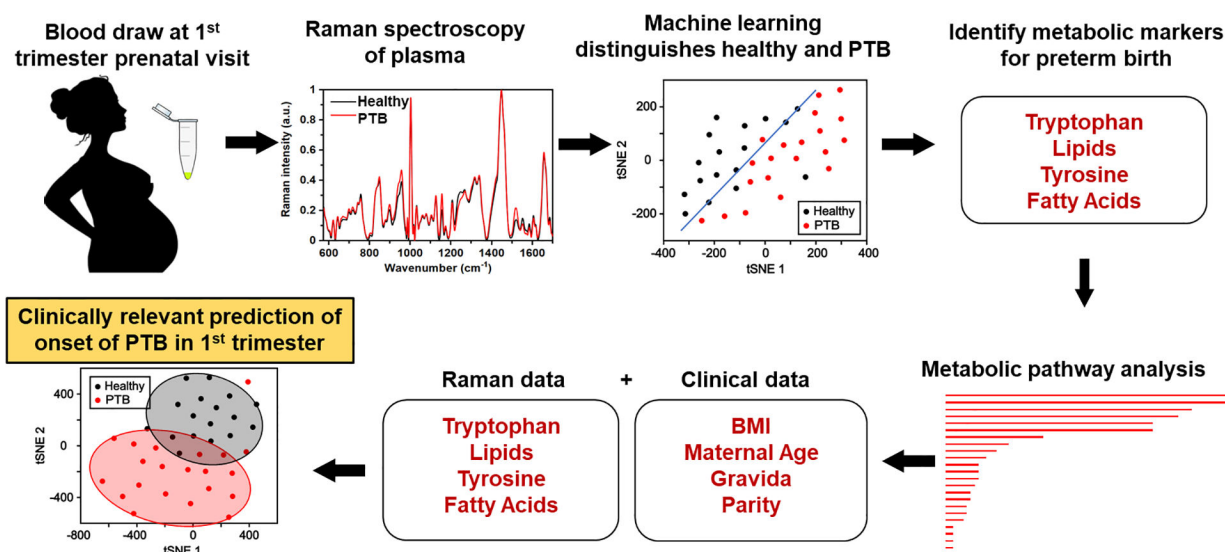 Blood draw at 1st
trimester prenatal visit
Raman spectroscopy
of plasma
Raman intensity (a.u.)
1
0.8
0.6
0.4
0.2
0
Healthy
PTB
600 800 1000 1200 1400 1600
Wavenumber (cm-1)
Machine learning
distinguishes healthy and PTB
tSNE 2
200
0
-200
Healthy
PTB
-400 -200 0 200 400
tSNE 1
Identify metabolic markers
for preterm birth
Tryptophan
Lipids
Tyrosine
Fatty Acids
Clinically relevant prediction of
onset of PTB in 1st trimester
tSNE 2
400
0
-400
Healthy
PTB
-800 -400 0 400
tSNE 1
Raman data + Clinical data
Tryptophan
Lipids
Tyrosine
Fatty Acids
BMI
Maternal Age
Gravida
Parity
Metabolic pathway analysis